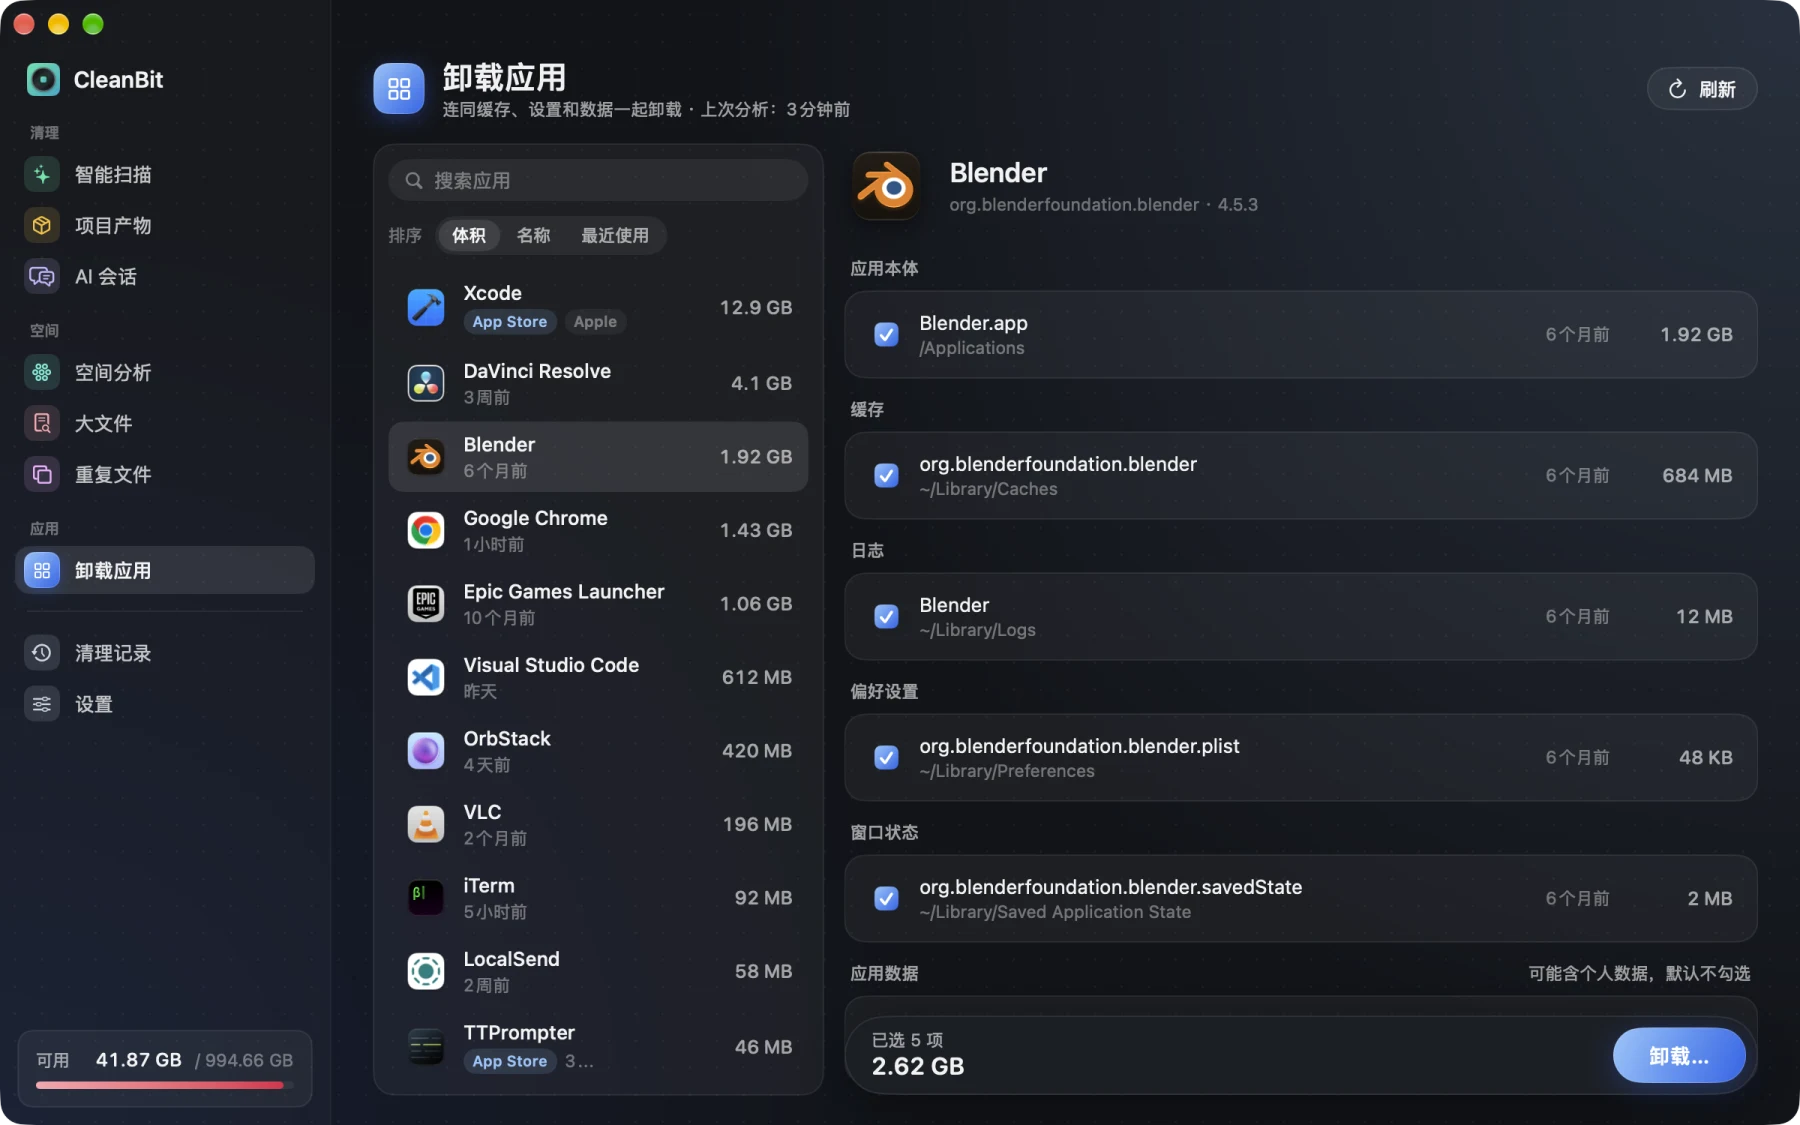 CleanBit
清理
智能扫描
项目产物
AI 会话
空间
空间分析
大文件
重复文件
应用
卸载应用
清理记录
设置
可用 41.87 GB / 994.66 GB
卸载应用
连同缓存、设置和数据一起卸载 · 上次分析：3 分钟前
刷新
搜索应用
排序 体积 名称 最近使用
Xcode
App Store Apple
12.9 GB
DaVinci Resolve
3 周前
4.1 GB
Blender
6 个月前
1.92 GB
Google Chrome
1 小时前
1.43 GB
EPIC GAMES
Epic Games Launcher
10 个月前
1.06 GB
Visual Studio Code
昨天
612 MB
OrbStack
4 天前
420 MB
VLC
2 个月前
196 MB
iTerm
5 小时前
92 MB
LocalSend
2 周前
58 MB
TTPrompter
App Store 3…
46 MB
Blender
org.blenderfoundation.blender · 4.5.3
应用本体
Blender.app
/Applications
6 个月前 1.92 GB
缓存
org.blenderfoundation.blender
~/Library/Caches
6 个月前 684 MB
日志
Blender
~/Library/Logs
6 个月前 12 MB
偏好设置
org.blenderfoundation.blender.plist
~/Library/Preferences
6 个月前 48 KB
窗口状态
org.blenderfoundation.blender.savedState
~/Library/Saved Application State
6 个月前 2 MB
应用数据 可能含个人数据，默认不勾选
已选 5 项
2.62 GB
卸载...